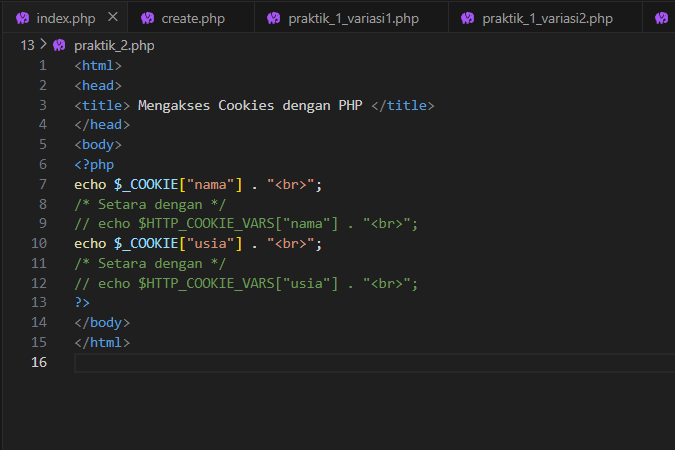 index.php × create.php praktik_1_variasi1.php praktik_1_variasi2.php
13 > praktik_2.php
1 <html>
2 <head>
3 <title> Mengakses Cookies dengan PHP </title>
4 </head>
5 <body>
6 <?php
7 echo $_COOKIE["nama"] . "<br>";
8 /* Setara dengan */
9 // echo $HTTP_COOKIE_VARS["nama"] . "<br>";
10 echo $_COOKIE["usia"] . "<br>";
11 /* Setara dengan */
12 // echo $HTTP_COOKIE_VARS["usia"] . "<br>";
13 ?>
14 </body>
15 </html>
16